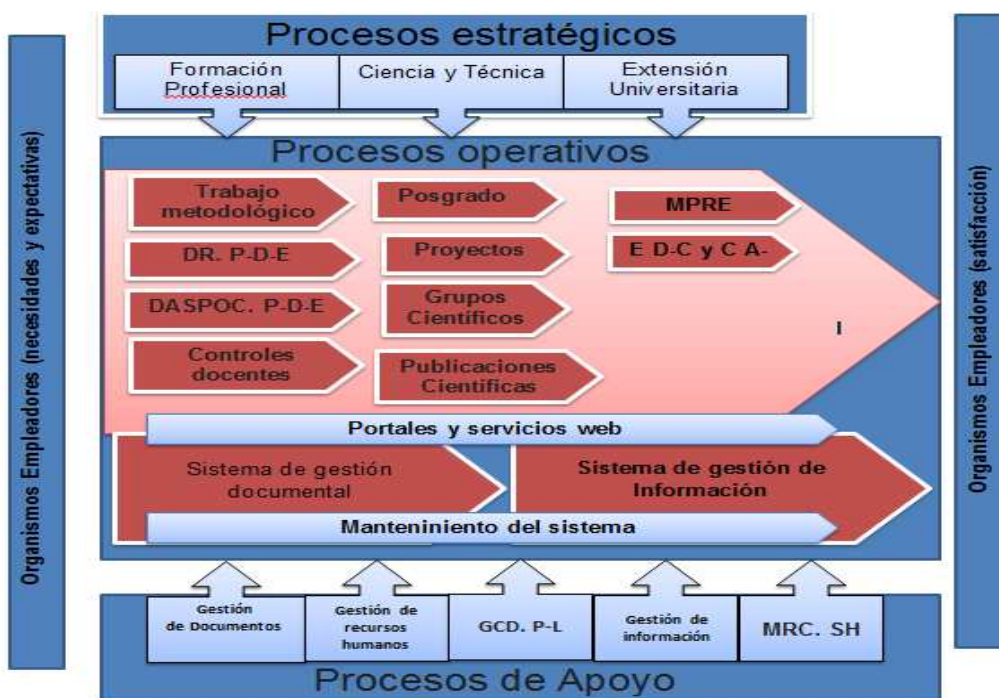 Procesos estratégicos
Formación
Profesional
Ciencia y Técnica
Extensión
Universitaria
Organismos Empleadores (necesidades y expectativas)
Procesos operativos
Trabajo
metodológico
DR. P-D-E
DASPOC. P-D-E
Controles
docentes
Posgrado
Proyectos
Grupos
Científicos
Publicaciones
Científicas
MPRE
E D-C y C A-
I
Portales y servicios web
Sistema de gestión
documental
Sistema de gestión de
Información
Manteniniento del sistema
Organismos Empleadores (satisfacción)
Gestión
de Documentos
Gestión de
recursos
humanos
GCD. P-L
Gestión de
información
MRC. SH
Procesos de Apoyo